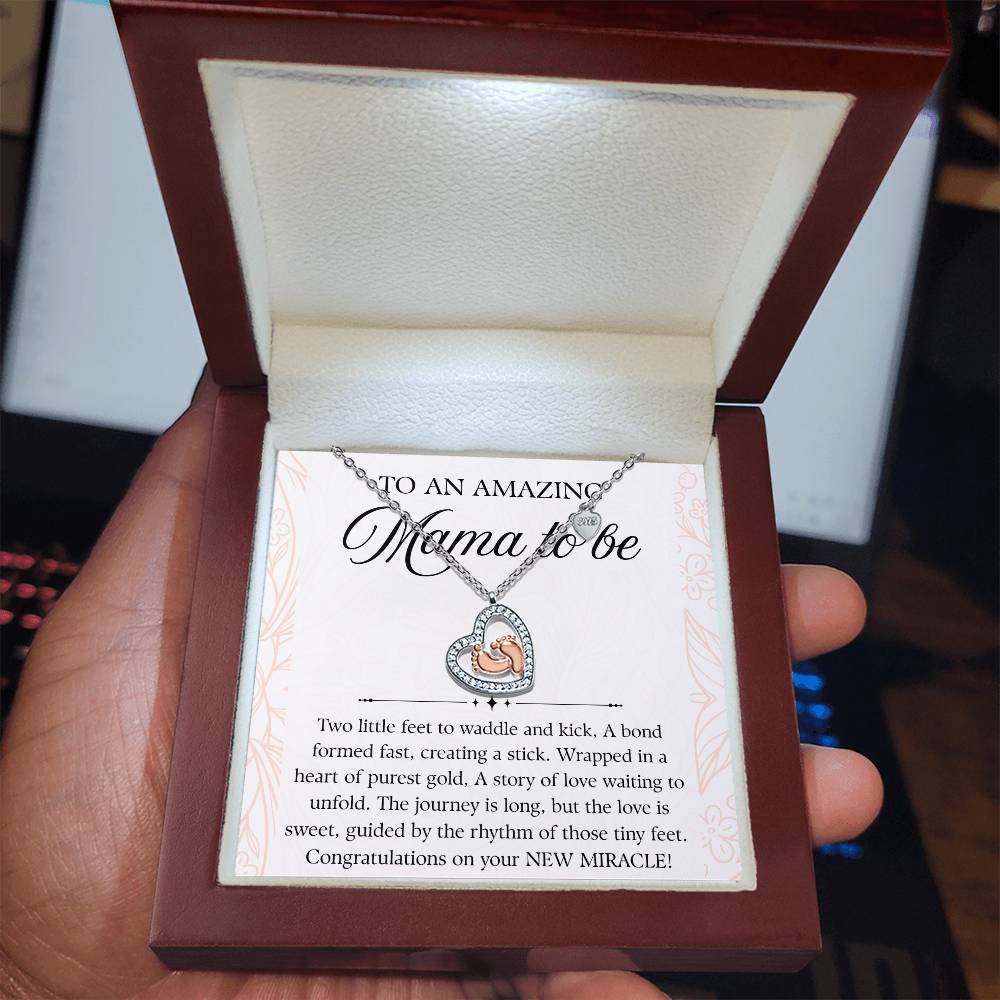 TO AN AMAZING
Mama to be
Two little feet to waddle and kick, A bond
formed fast, creating a stick. Wrapped in a
heart of purest gold, A story of love waiting to
unfold. The journey is long, but the love is
sweet, guided by the rhythm of those tiny feet.
Congratulations on your NEW MIRACLE!